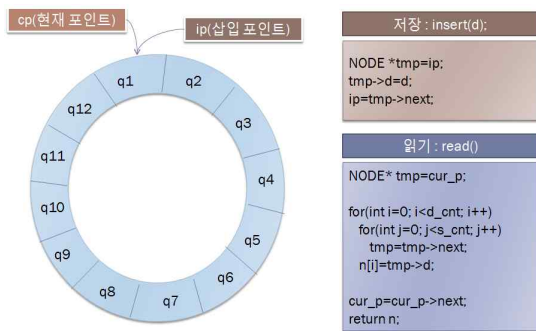 cp(현재 포인트)
ip(삽입 포인트)
q1
q2
q3
q4
q5
q6
q7
q8
q9
q10
q11
q12
저장 : insert(d);
NODE *tmp=ip;
tmp->d=d;
ip=tmp->next;
읽기 : read()
NODE* tmp=cur_p;
for(int i=0; i<d_cnt; i++)
for(int j=0; j<s_cnt; j++)
tmp=tmp->next;
n[i]=tmp->d;
cur_p=cur_p->next;
return n;